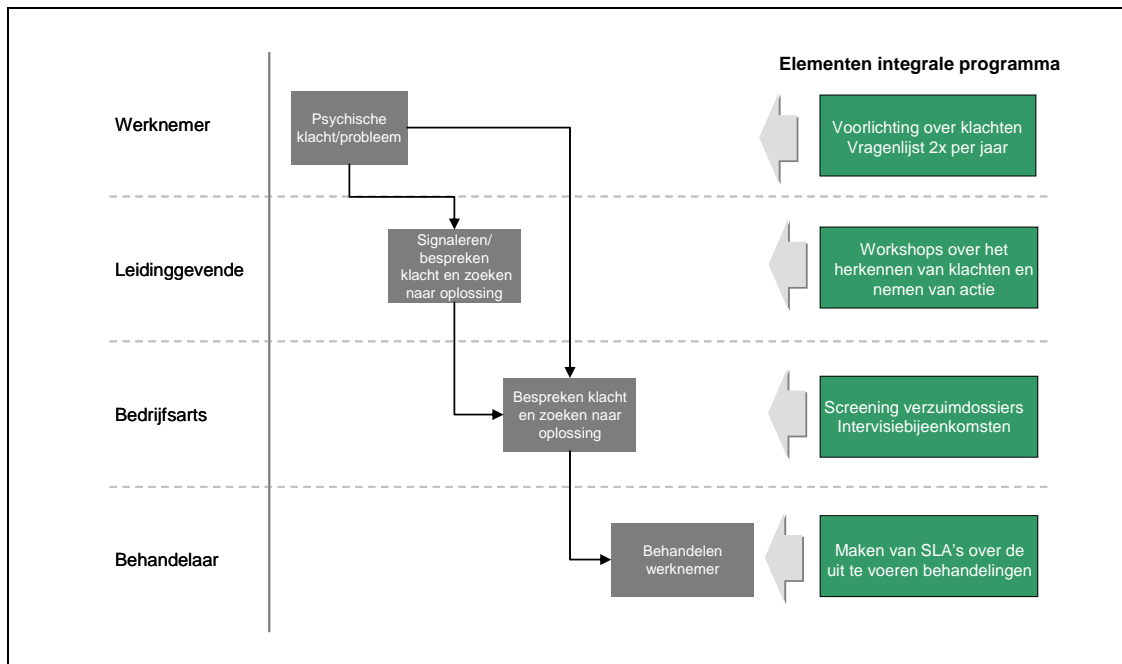 Elementen integrale programma
Werknemer
Psychische
klacht/probleem
Voorlichting over klachten
Vragenlijst 2x per jaar
Leidinggevende
Signaleren/
bespreken
klacht en zoeken
naar oplossing
Workshops over het
herkennen van klachten en
nemen van actie
Bedrijfsarts
Bespreken klacht
en zoeken naar
oplossing
Screening verzuimdossiers
Intervisiebijeenkomsten
Behandelaar
Behandelen
werknemer
Maken van SLA's over de
uit te voeren behandelingen